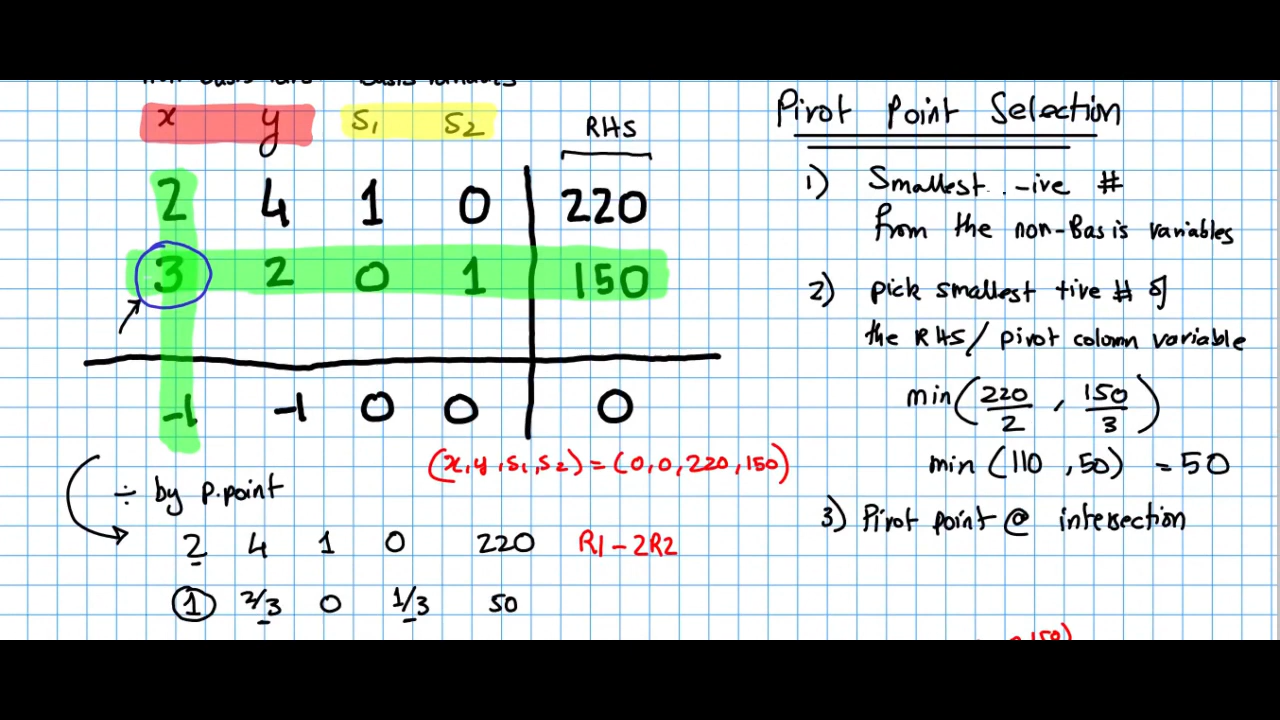 x y S1 S2 RHS
2 4 1 0 220
3 2 0 1 150
-1 -1 0 0 0
(x,y,s1,s2) = (0,0,220,150)
÷ by p.point
2 4 1 0 220 R1-2R2
1 2/3 0 1/3 50
Pivot Point Selection
1) Smallest -ive #
from the non-Basis variables
2) pick smallest +ive # of
the RHS/pivot column variable
min(220/2, 150/3)
min (110, 50) = 50
3) Pivot point @ intersection